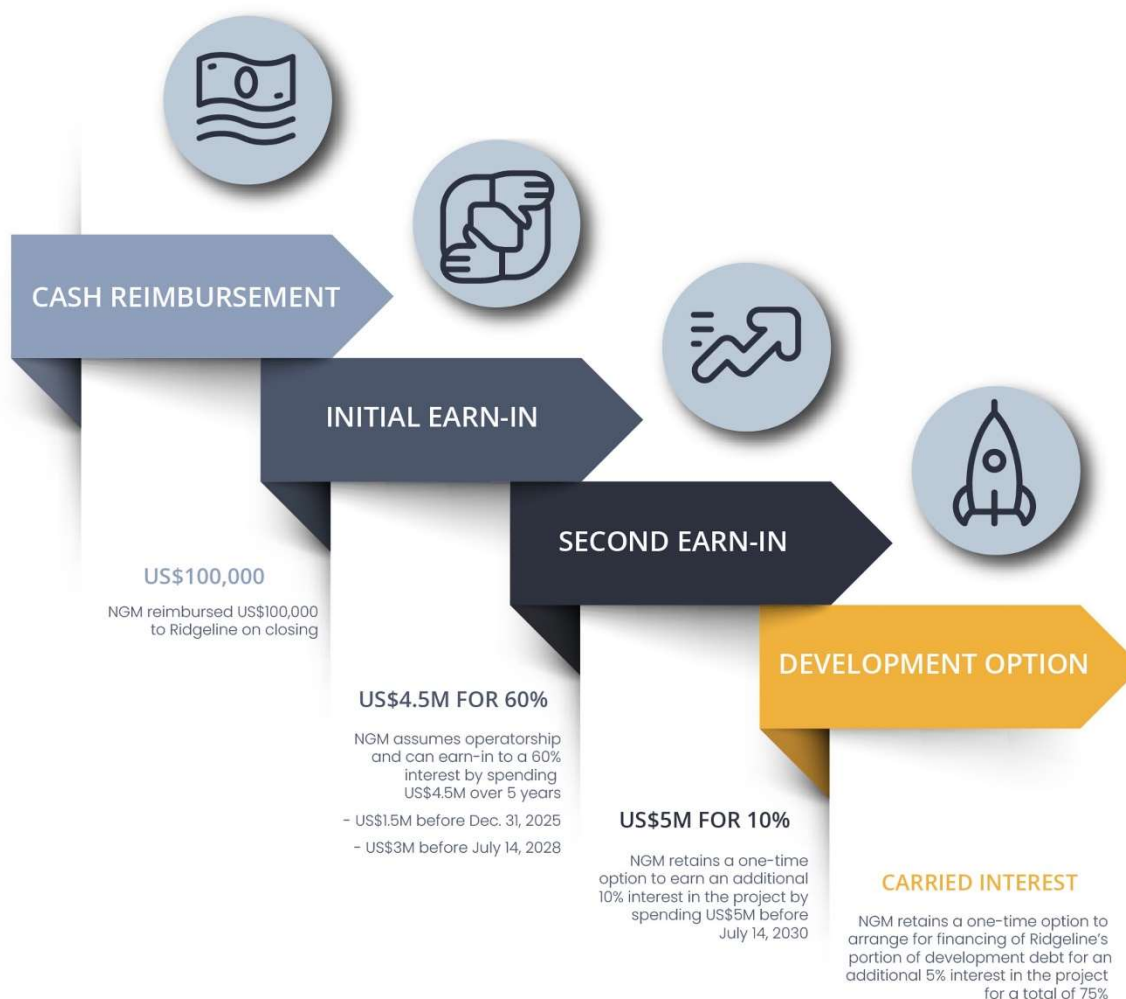 CASH REIMBURSEMENT
US$100,000
NGM reimbursed US$100,000
to Ridgeline on closing
INITIAL EARN-IN
US$4.5M FOR 60%
NGM assumes operatorship
and can earn-in to a 60%
interest by spending
US$4.5M over 5 years
- US$1.5M before Dec. 31, 2025
- US$3M before July 14, 2028
SECOND EARN-IN
US$5M FOR 10%
NGM retains a one-time
option to earn an additional
10% interest in the project by
spending US$5M before
July 14, 2030
DEVELOPMENT OPTION
CARRIED INTEREST
NGM retains a one-time option to
arrange for financing of Ridgeline's
portion of development debt for an
additional 5% interest in the project
for a total of 75%